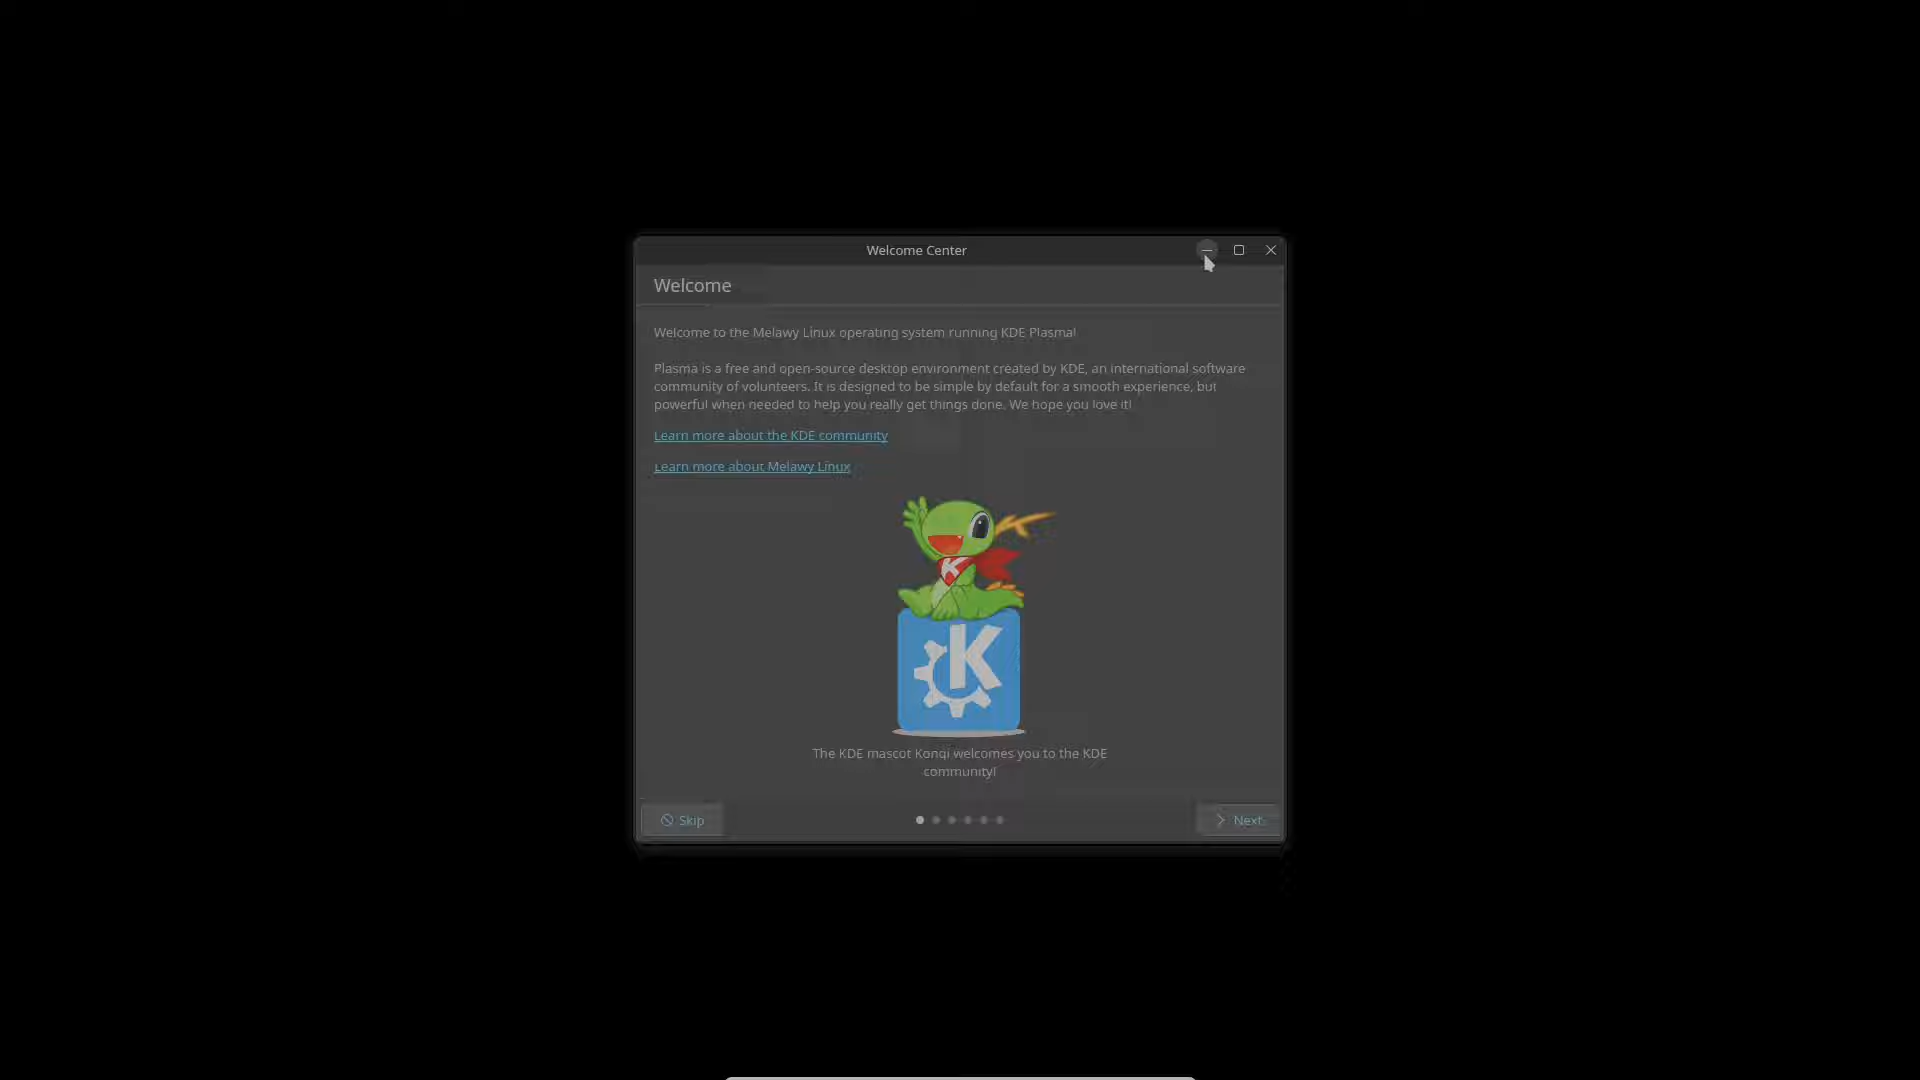 Welcome Center
Welcome
Welcome to the Melawy Linux operating system running KDE Plasma!
Plasma is a free and open-source desktop environment created by KDE, an international software
community of volunteers. It is designed to be simple by default for a smooth experience, but
powerful when needed to help you really get things done. We hope you love it!
Learn more about the KDE community
Learn more about Melawy Linux
K
K
The KDE mascot Konqi welcomes you to the KDE
community!
Skip
Next